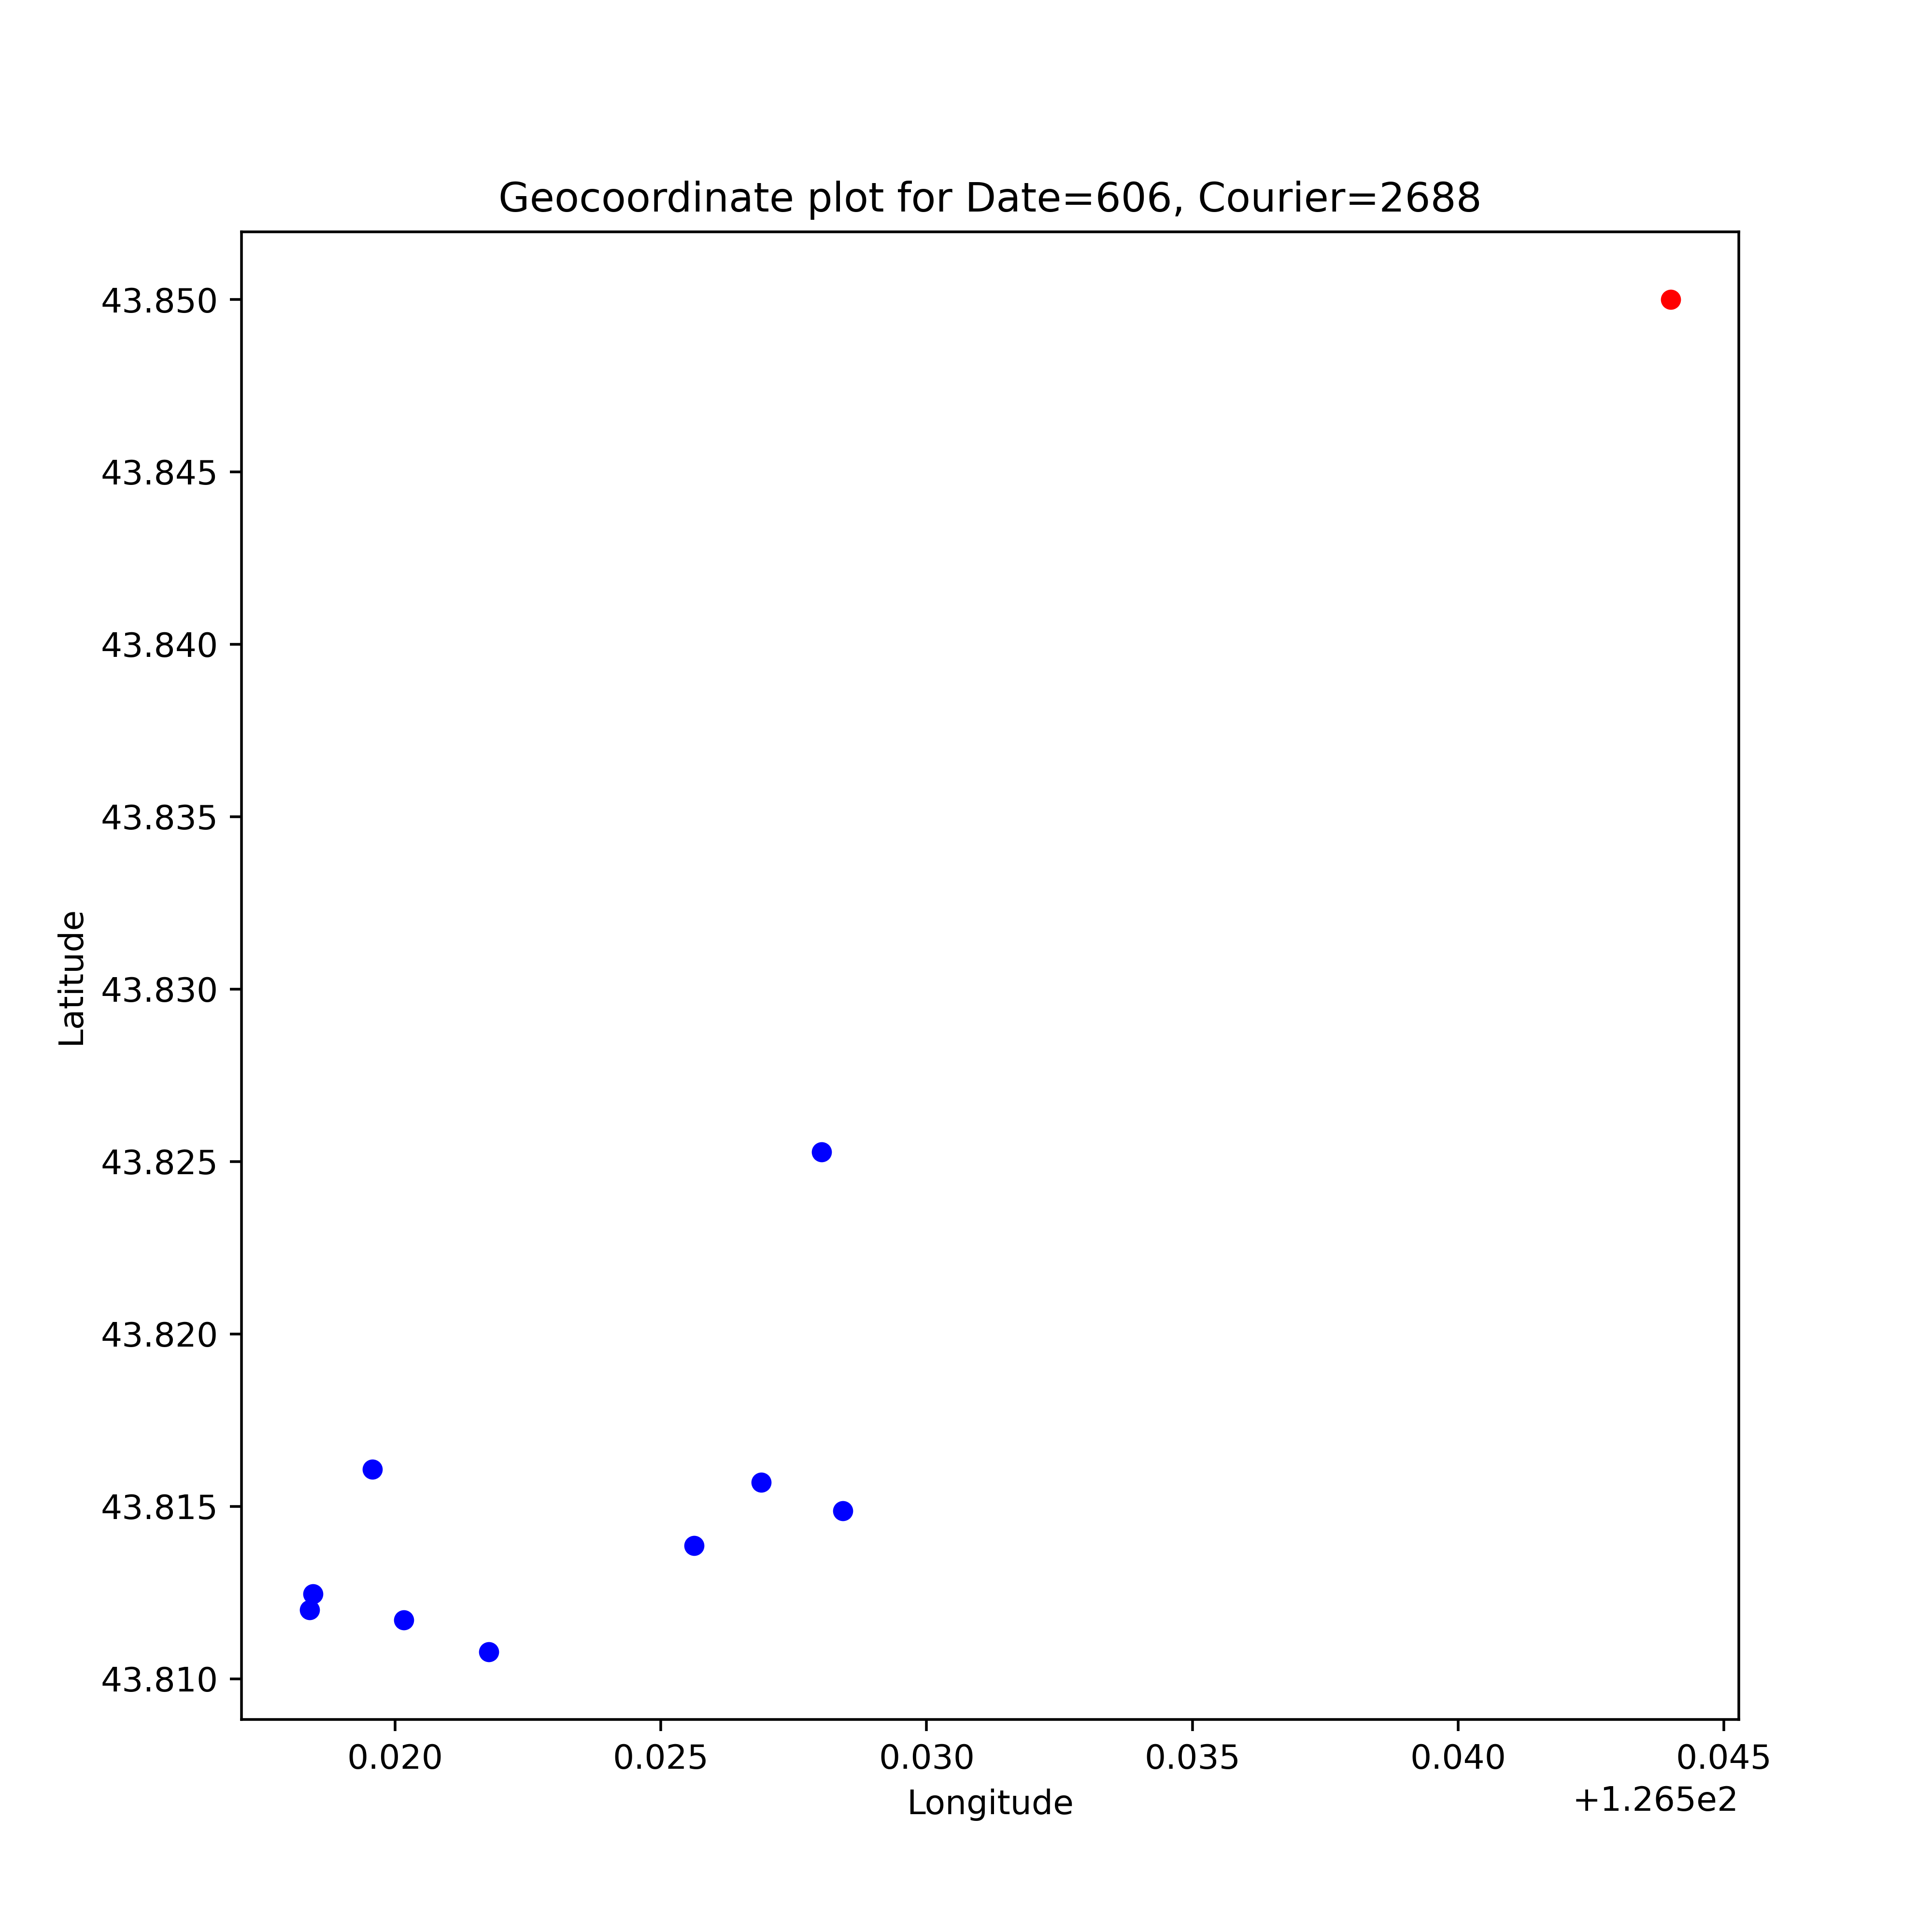 Geocoordinate plot for Date=606, Courier=2688
43.850
43.845
43.840
43.835
43.830
43.825
43.820
43.815
43.810
Latitude
0.020 0.025 0.030 0.035 0.040 0.045
+1.265e2
Longitude